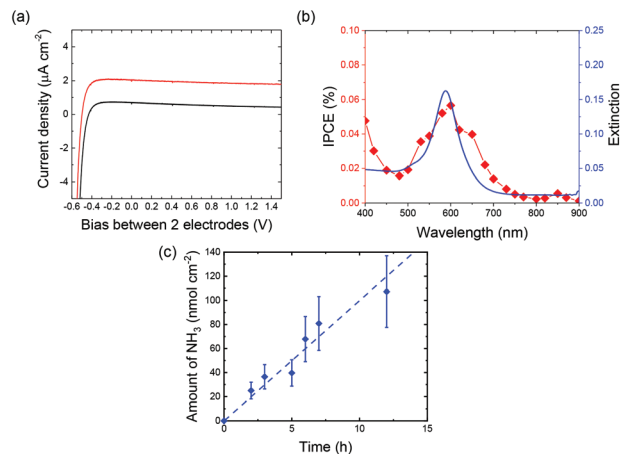 (a)
Current density (μA cm⁻²)
4
2
0
-2
-4
-0.6 -0.4 -0.2 0.0 0.2 0.4 0.6 0.8 1.0 1.2 1.4
Bias between 2 electrodes (V)
(b)
IPCE (%)
0.10
0.08
0.06
0.04
0.02
0.00
0.25
0.20
0.15
0.10
0.05
0.00
Extinction
400 500 600 700 800 900
Wavelength (nm)
(c)
Amount of NH₃ (nmol cm⁻²)
140
120
100
80
60
40
20
0
0 5 10 15
Time (h)